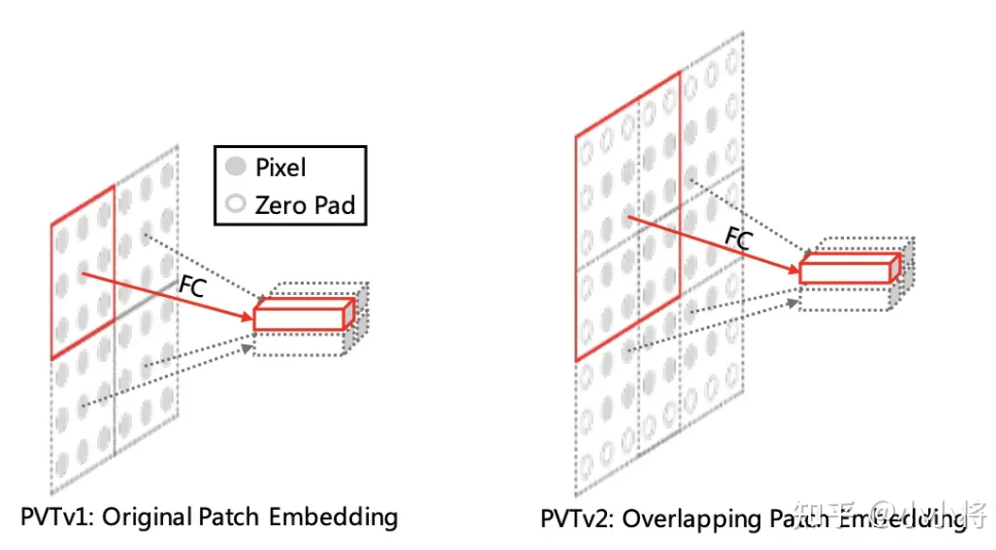 Pixel
Zero Pad
FC
FC
PVTv1: Original Patch Embedding
PVTv2: Overlapping Patch Embedding
知乎 @小小将